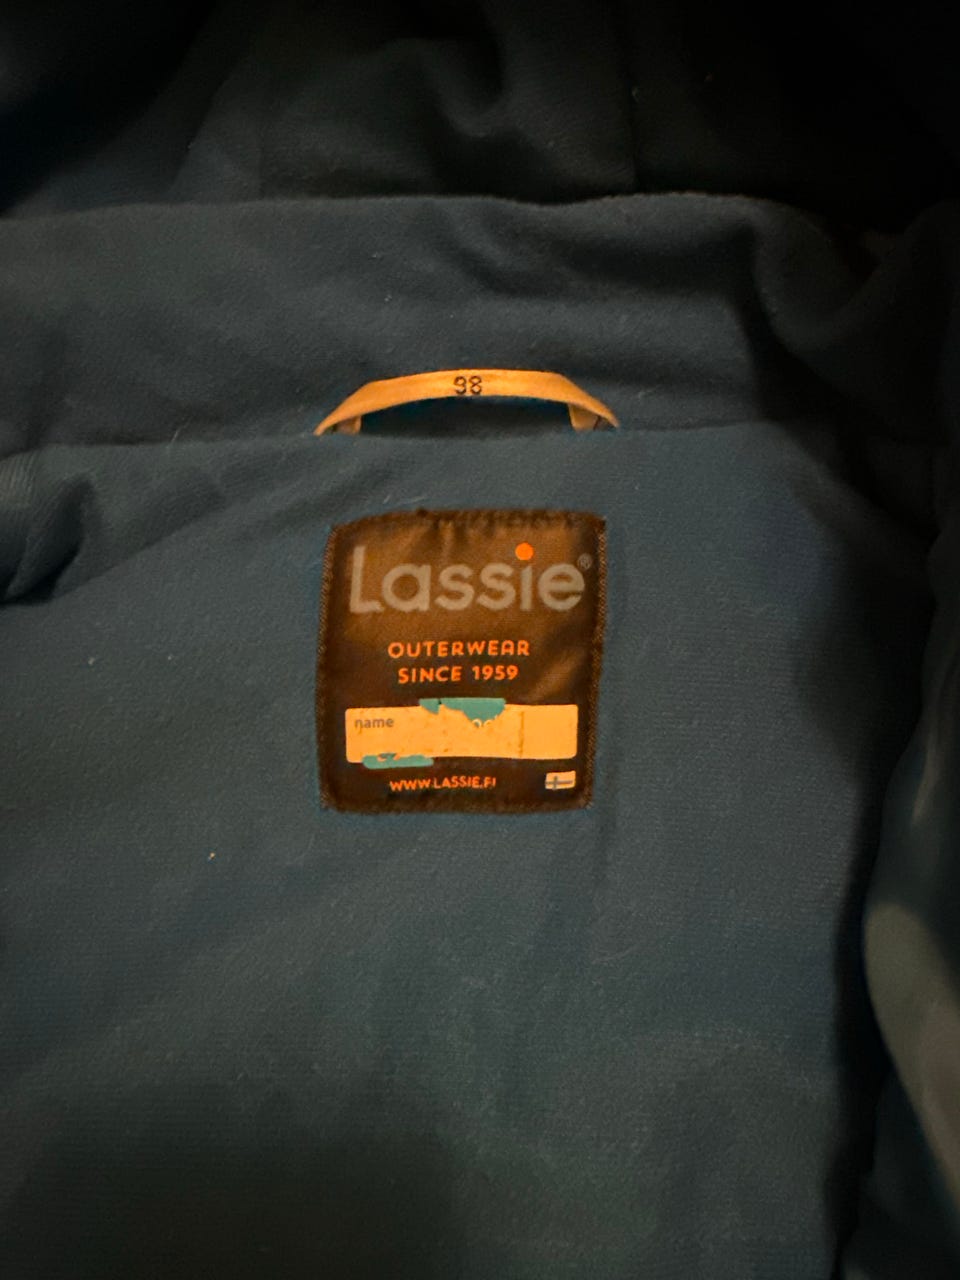 98
Lassie®
OUTERWEAR
SINCE 1959
name
WWW.LASSIE.FI